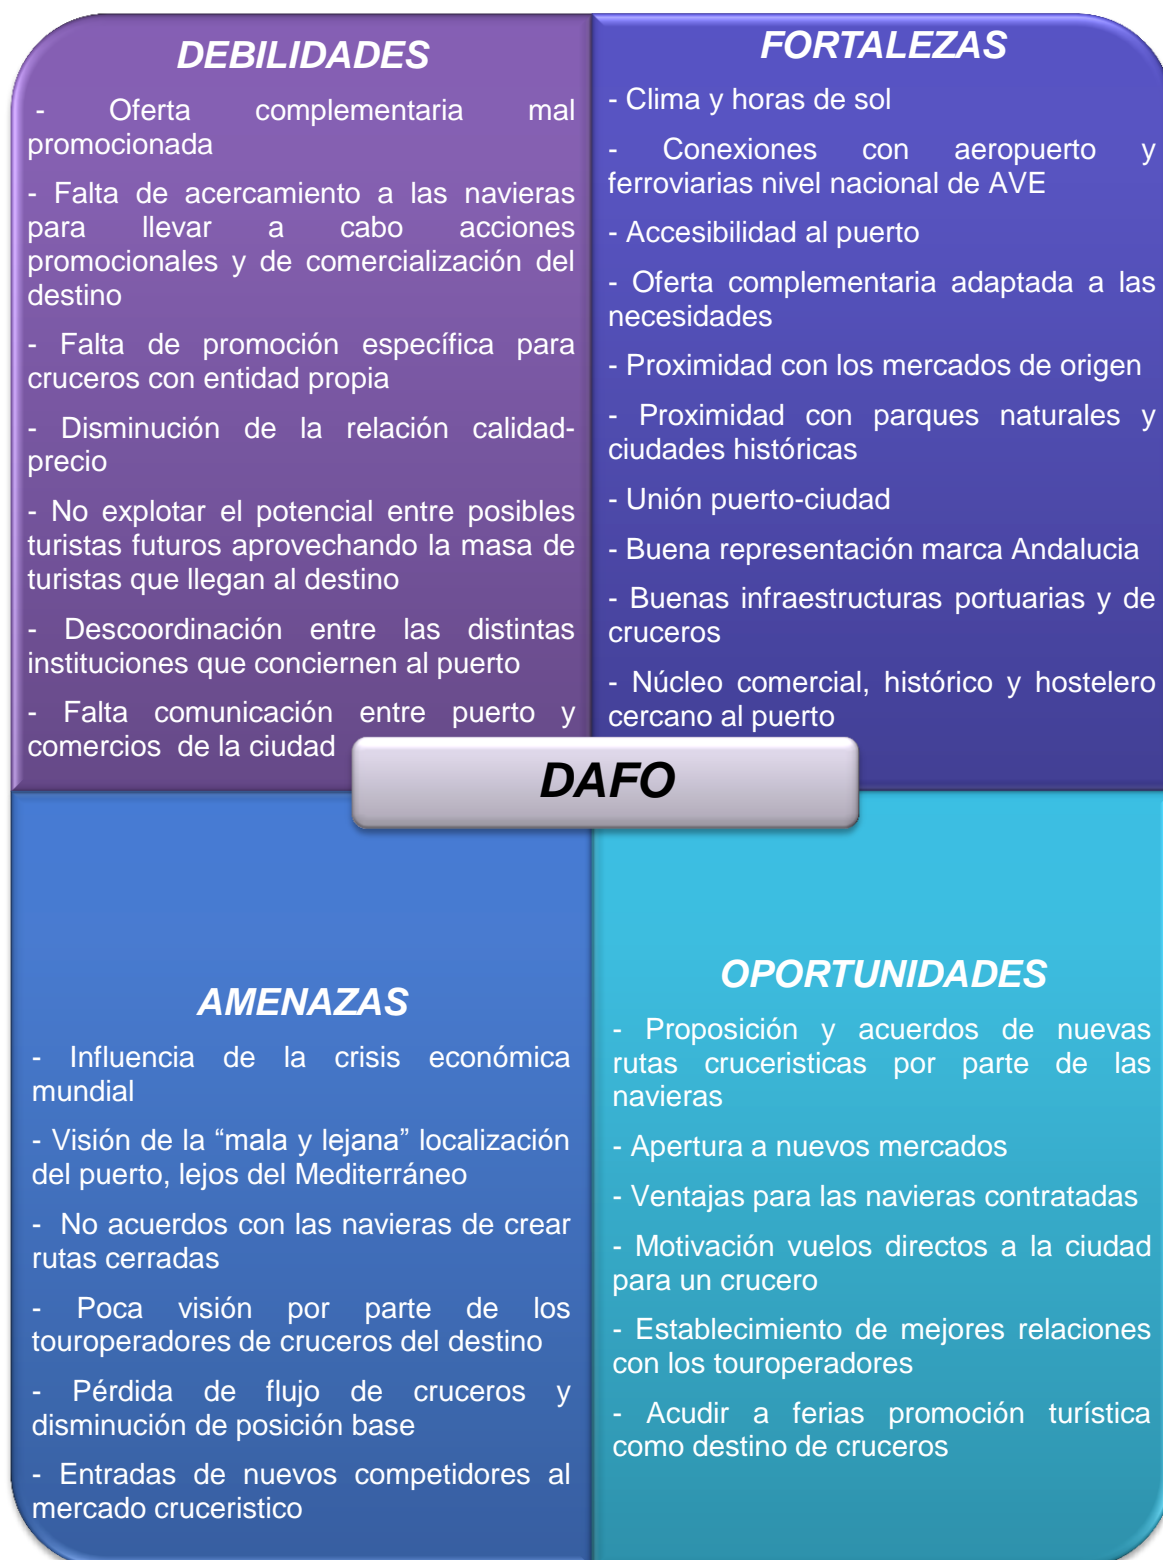 DEBILIDADES
- Oferta complementaria mal
promocionada
- Falta de acercamiento a las navieras
para llevar a cabo acciones
promocionales y de comercialización del
destino
- Falta de promoción específica para
cruceros con entidad propia
- Disminución de la relación calidad-
precio
- No explotar el potencial entre posibles
turistas futuros aprovechando la masa de
turistas que llegan al destino
- Descoordinación entre las distintas
instituciones que conciernen al puerto
- Falta comunicación entre puerto y
comercios de la ciudad
FORTALEZAS
- Clima y horas de sol
- Conexiones con aeropuerto y
ferroviarias nivel nacional de AVE
- Accesibilidad al puerto
- Oferta complementaria adaptada a las
necesidades
- Proximidad con los mercados de origen
- Proximidad con parques naturales y
ciudades históricas
- Unión puerto-ciudad
- Buena representación marca Andalucia
- Buenas infraestructuras portuarias y de
cruceros
- Núcleo comercial, histórico y hostelero
cercano al puerto
DAFO
AMENAZAS
- Influencia de la crisis económica
mundial
- Visión de la “mala y lejana” localización
del puerto, lejos del Mediterráneo
- No acuerdos con las navieras de crear
rutas cerradas
- Poca visión por parte de los
touroperadores de cruceros del destino
- Pérdida de flujo de cruceros y
disminución de posición base
- Entradas de nuevos competidores al
mercado cruceristico
OPORTUNIDADES
- Proposición y acuerdos de nuevas
rutas cruceristicas por parte de las
navieras
- Apertura a nuevos mercados
- Ventajas para las navieras contratadas
- Motivación vuelos directos a la ciudad
para un crucero
- Establecimiento de mejores relaciones
con los touroperadores
- Acudir a ferias promoción turística
como destino de cruceros